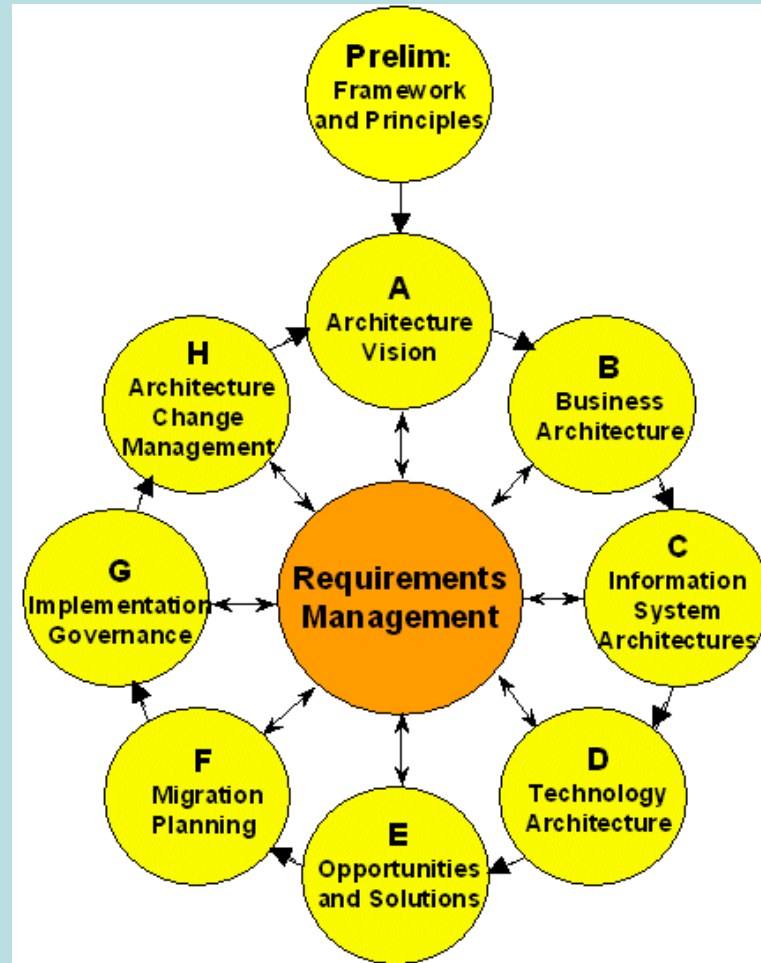 Prelim:
Framework
and Principles
A
Architecture
Vision
B
Business
Architecture
C
Information
System
Architectures
D
Technology
Architecture
E
Opportunities
and Solutions
F
Migration
Planning
G
Implementation
Governance
H
Architecture
Change
Management
Requirements
Management